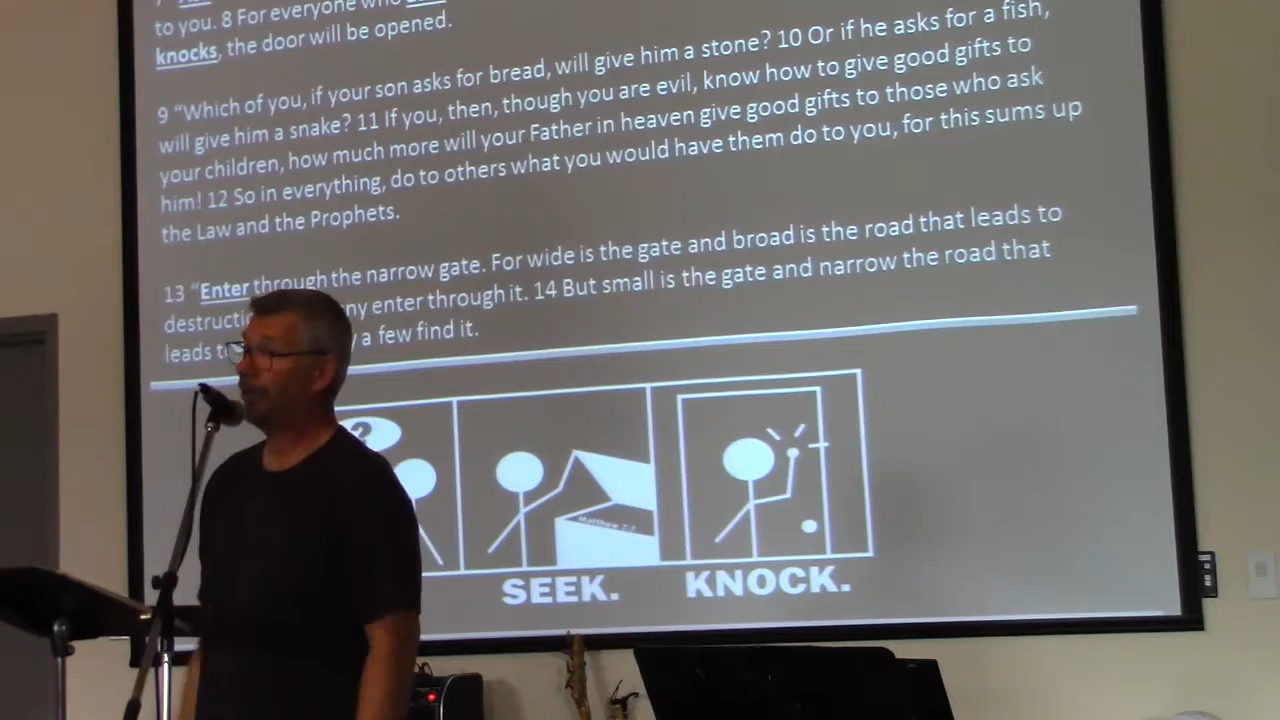 to you. 8 For everyone who
knocks, the door will be opened.
9 “Which of you, if your son asks for bread, will give him a stone? 10 Or if he asks for a fish,
will give him a snake? 11 If you, then, though you are evil, know how to give good gifts to
your children, how much more will your Father in heaven give good gifts to those who ask
him! 12 So in everything, do to others what you would have them do to you, for this sums up
the Law and the Prophets.
13 “Enter through the narrow gate. For wide is the gate and broad is the road that leads to
enter through it. 14 But small is the gate and narrow the road that
leads a few find it.
?
Matthew 7:7
SEEK. KNOCK.